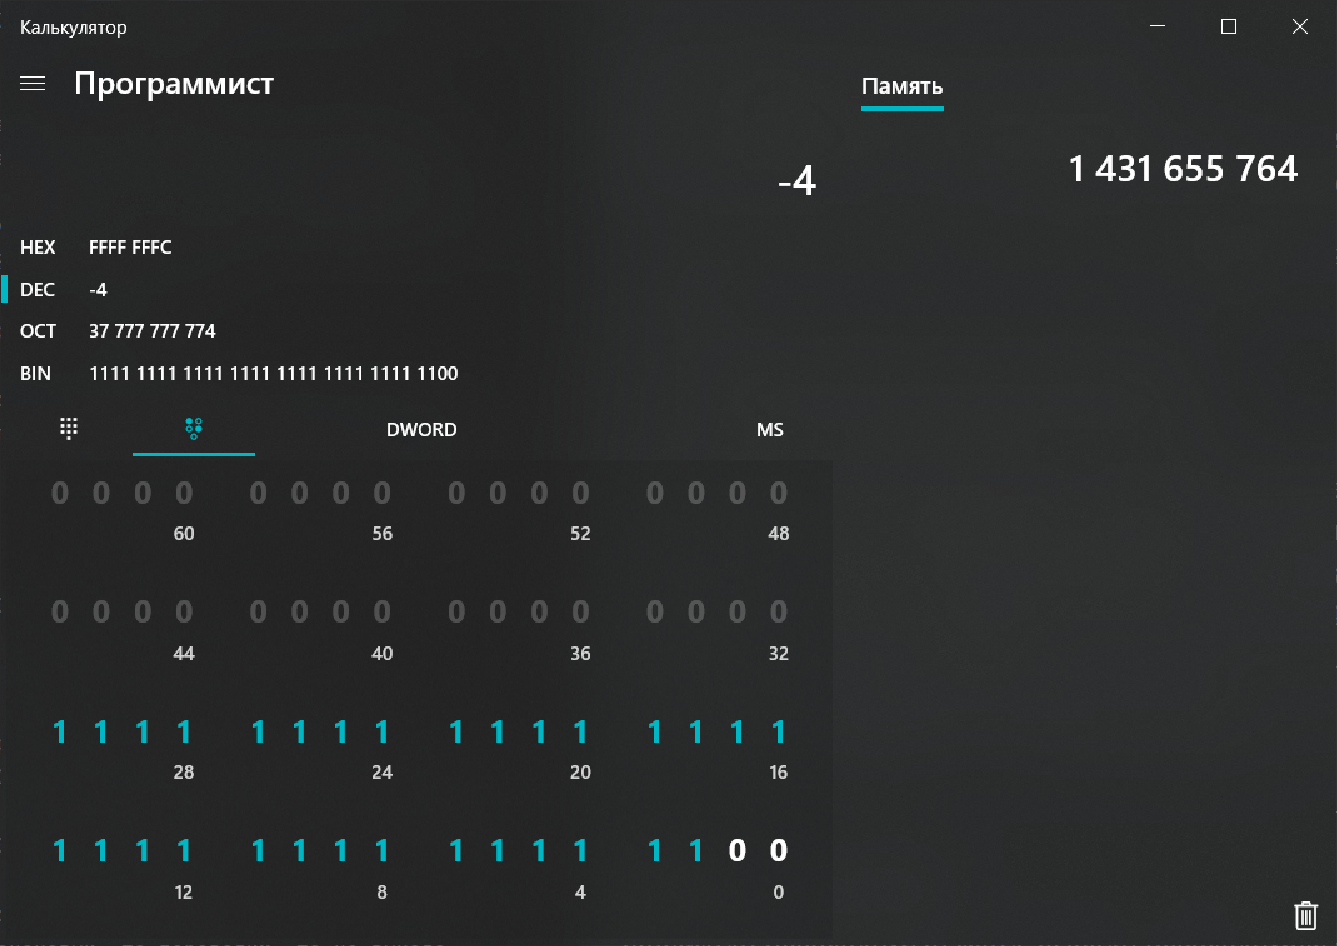 Калькулятор
Программист
Память
-4
1 431 655 764
HEX FFFF FFFC
DEC -4
OCT 37 777 777 774
BIN 1111 1111 1111 1111 1111 1111 1111 1100
DWORD MS
0 0 0 0 0 0 0 0 0 0 0 0 0 0 0 0
60 56 52 48
0 0 0 0 0 0 0 0 0 0 0 0 0 0 0 0
44 40 36 32
1 1 1 1 1 1 1 1 1 1 1 1 1 1 1 1
28 24 20 16
1 1 1 1 1 1 1 1 1 1 1 1 1 1 0 0
12 8 4 0